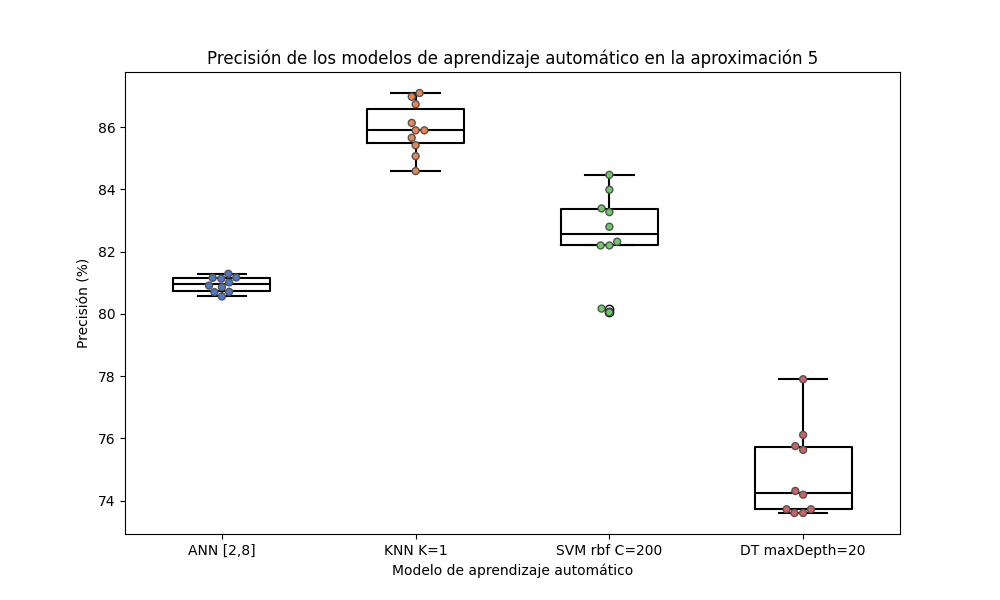 Precisión de los modelos de aprendizaje automático en la aproximación 5
Precisión (%)
86
84
82
80
78
76
74
ANN [2,8]
KNN K=1
SVM rbf C=200
DT maxDepth=20
Modelo de aprendizaje automático